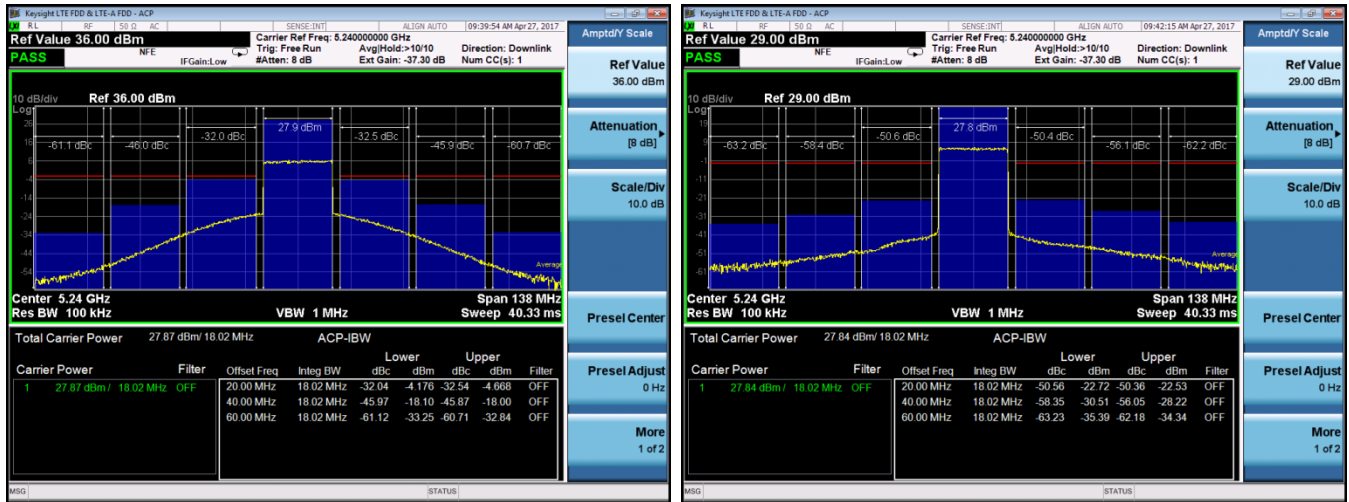 Keysight LTE FDD & LTE-A FDD - ACP
RL RF 50 Ω AC SENSE:INT ALIGN AUTO 09:39:54 AM Apr 27, 2017
Ref Value 36.00 dBm
Carrier Ref Freq: 5.240000000 GHz
Trig: Free Run Avg|Hold:>10/10 Direction: Downlink
PASS NFE IFGain:Low #Atten: 8 dB Ext Gain: -37.30 dB Num CC(s): 1
10 dB/div Ref 36.00 dBm
Log
26
16
6
-4
-14
-24
-34
-44
-54
-61.1 dBc -46.0 dBc -32.0 dBc 27.9 dBm -32.5 dBc -45.9 dBc -60.7 dBc
Average
Center 5.24 GHz Span 138 MHz
Res BW 100 kHz VBW 1 MHz Sweep 40.33 ms
Total Carrier Power 27.87 dBm/ 18.02 MHz ACP-IBW
Lower Upper
Carrier Power Filter Offset Freq Integ BW dBc dBm dBc dBm Filter
1 27.87 dBm / 18.02 MHz OFF 20.00 MHz 18.02 MHz -32.04 -4.176 -32.54 -4.668 OFF
40.00 MHz 18.02 MHz -45.97 -18.10 -45.87 -18.00 OFF
60.00 MHz 18.02 MHz -61.12 -33.25 -60.71 -32.84 OFF
MSG STATUS
Amptd/Y Scale
Ref Value
36.00 dBm
Attenuation
[8 dB]
Scale/Div
10.0 dB
Presel Center
Presel Adjust
0 Hz
More
1 of 2
Keysight LTE FDD & LTE-A FDD - ACP
RL RF 50 Ω AC SENSE:INT ALIGN AUTO 09:42:15 AM Apr 27, 2017
Ref Value 29.00 dBm
Carrier Ref Freq: 5.240000000 GHz
Trig: Free Run Avg|Hold:>10/10 Direction: Downlink
PASS NFE IFGain:Low #Atten: 8 dB Ext Gain: -37.30 dB Num CC(s): 1
10 dB/div Ref 29.00 dBm
Log
19
9
-1
-11
-21
-31
-41
-51
-61
-63.2 dBc -58.4 dBc -50.6 dBc 27.8 dBm -50.4 dBc -56.1 dBc -62.2 dBc
Average
Center 5.24 GHz Span 138 MHz
Res BW 100 kHz VBW 1 MHz Sweep 40.33 ms
Total Carrier Power 27.84 dBm/ 18.02 MHz ACP-IBW
Lower Upper
Carrier Power Filter Offset Freq Integ BW dBc dBm dBc dBm Filter
1 27.84 dBm / 18.02 MHz OFF 20.00 MHz 18.02 MHz -50.56 -22.72 -50.36 -22.53 OFF
40.00 MHz 18.02 MHz -58.35 -30.51 -56.05 -28.22 OFF
60.00 MHz 18.02 MHz -63.23 -35.39 -62.18 -34.34 OFF
MSG STATUS
Amptd/Y Scale
Ref Value
29.00 dBm
Attenuation
[8 dB]
Scale/Div
10.0 dB
Presel Center
Presel Adjust
0 Hz
More
1 of 2